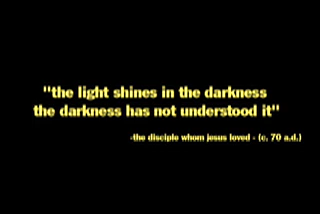 "the light shines in the darkness
the darkness has not understood it"
-the disciple whom jesus loved - (c. 70 a.d.)